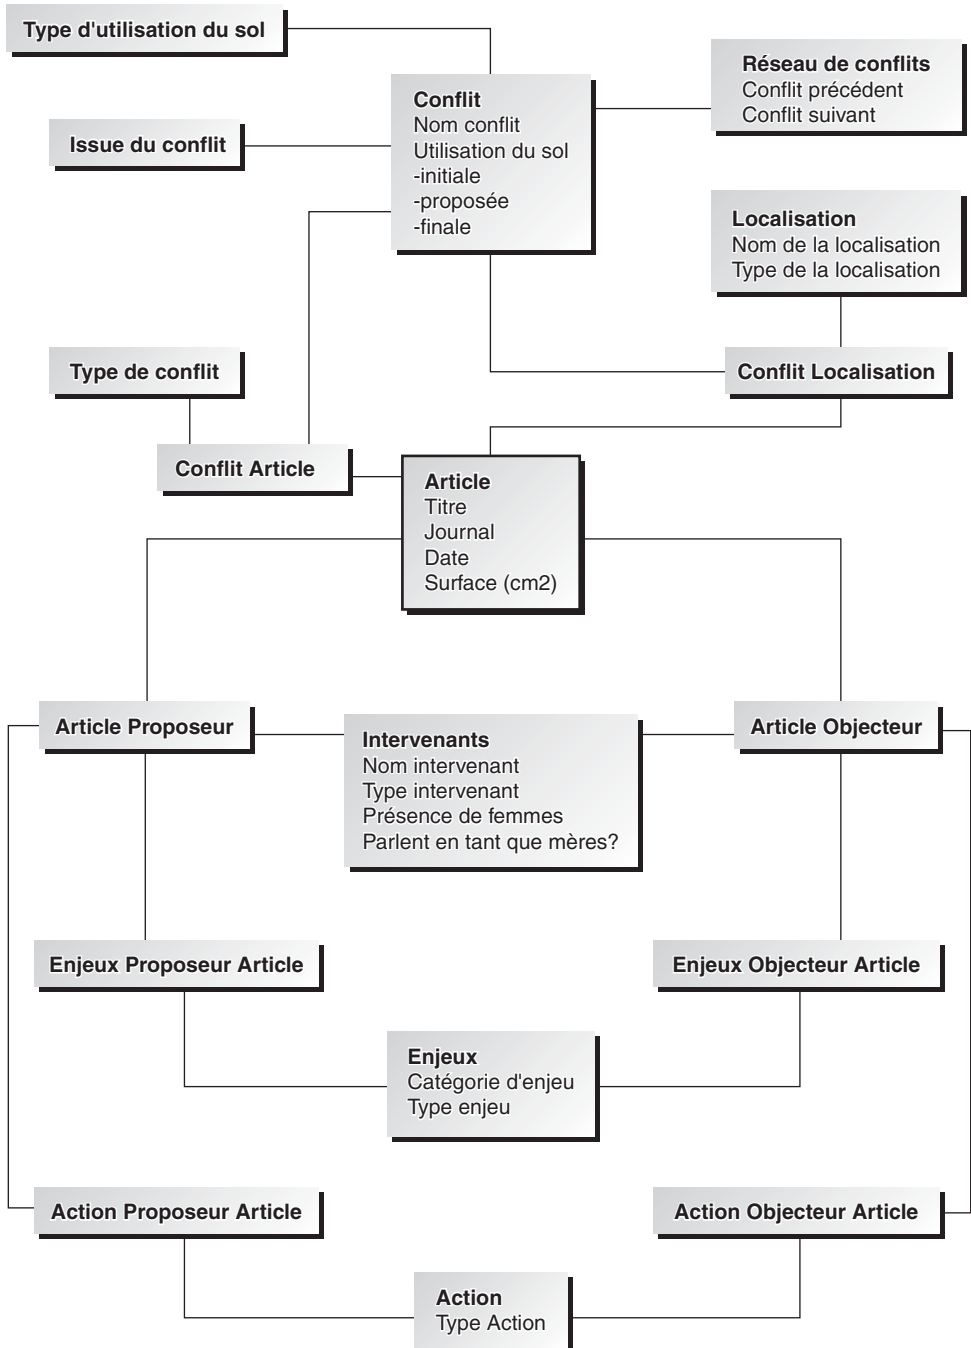 Type d'utilisation du sol
Réseau de conflits
Conflit précédent
Conflit suivant
Conflit
Nom conflit
Utilisation du sol
-initiale
-proposée
-finale
Issue du conflit
Localisation
Nom de la localisation
Type de la localisation
Type de conflit
Conflit Localisation
Conflit Article
Article
Titre
Journal
Date
Surface (cm2)
Article Proposeur
Intervenants
Nom intervenant
Type intervenant
Présence de femmes
Parlent en tant que mères?
Article Objecteur
Enjeux Proposeur Article
Enjeux Objecteur Article
Enjeux
Catégorie d'enjeu
Type enjeu
Action Proposeur Article
Action Objecteur Article
Action
Type Action